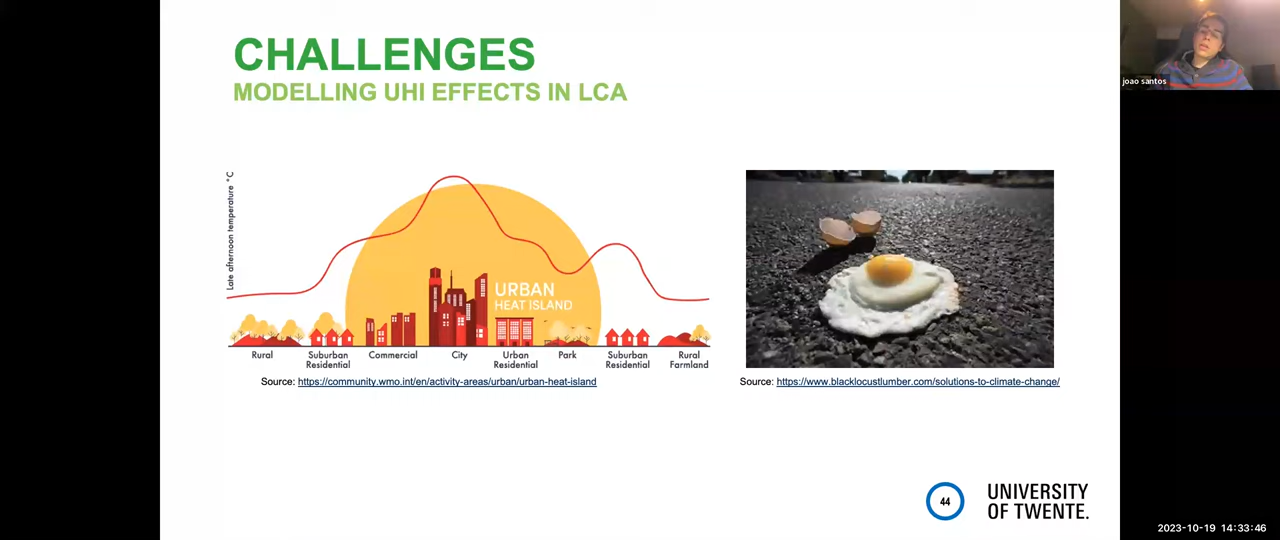 CHALLENGES
MODELLING UHI EFFECTS IN LCA
joao santos
Late afternoon temperature °C
URBAN
HEAT ISLAND
Rural
Suburban
Residential
Commercial
City
Urban
Residential
Park
Suburban
Residential
Rural
Farmland
Source: https://community.wmo.int/en/activity-areas/urban/urban-heat-island
Source: https://www.blacklocustlumber.com/solutions-to-climate-change/
44
UNIVERSITY
OF TWENTE.
2023-10-19 14:33:46